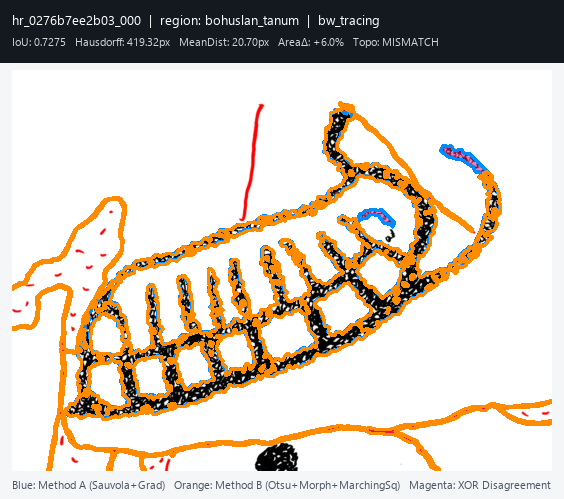 hr_0276b7ee2b03_000 | region: bohuslan_tanum | bw_tracing
IoU: 0.7275 Hausdorff: 419.32px MeanDist: 20.70px AreaΔ: +6.0% Topo: MISMATCH
Blue: Method A (Sauvola+Grad) Orange: Method B (Otsu+Morph+MarchingSq) Magenta: XOR Disagreement